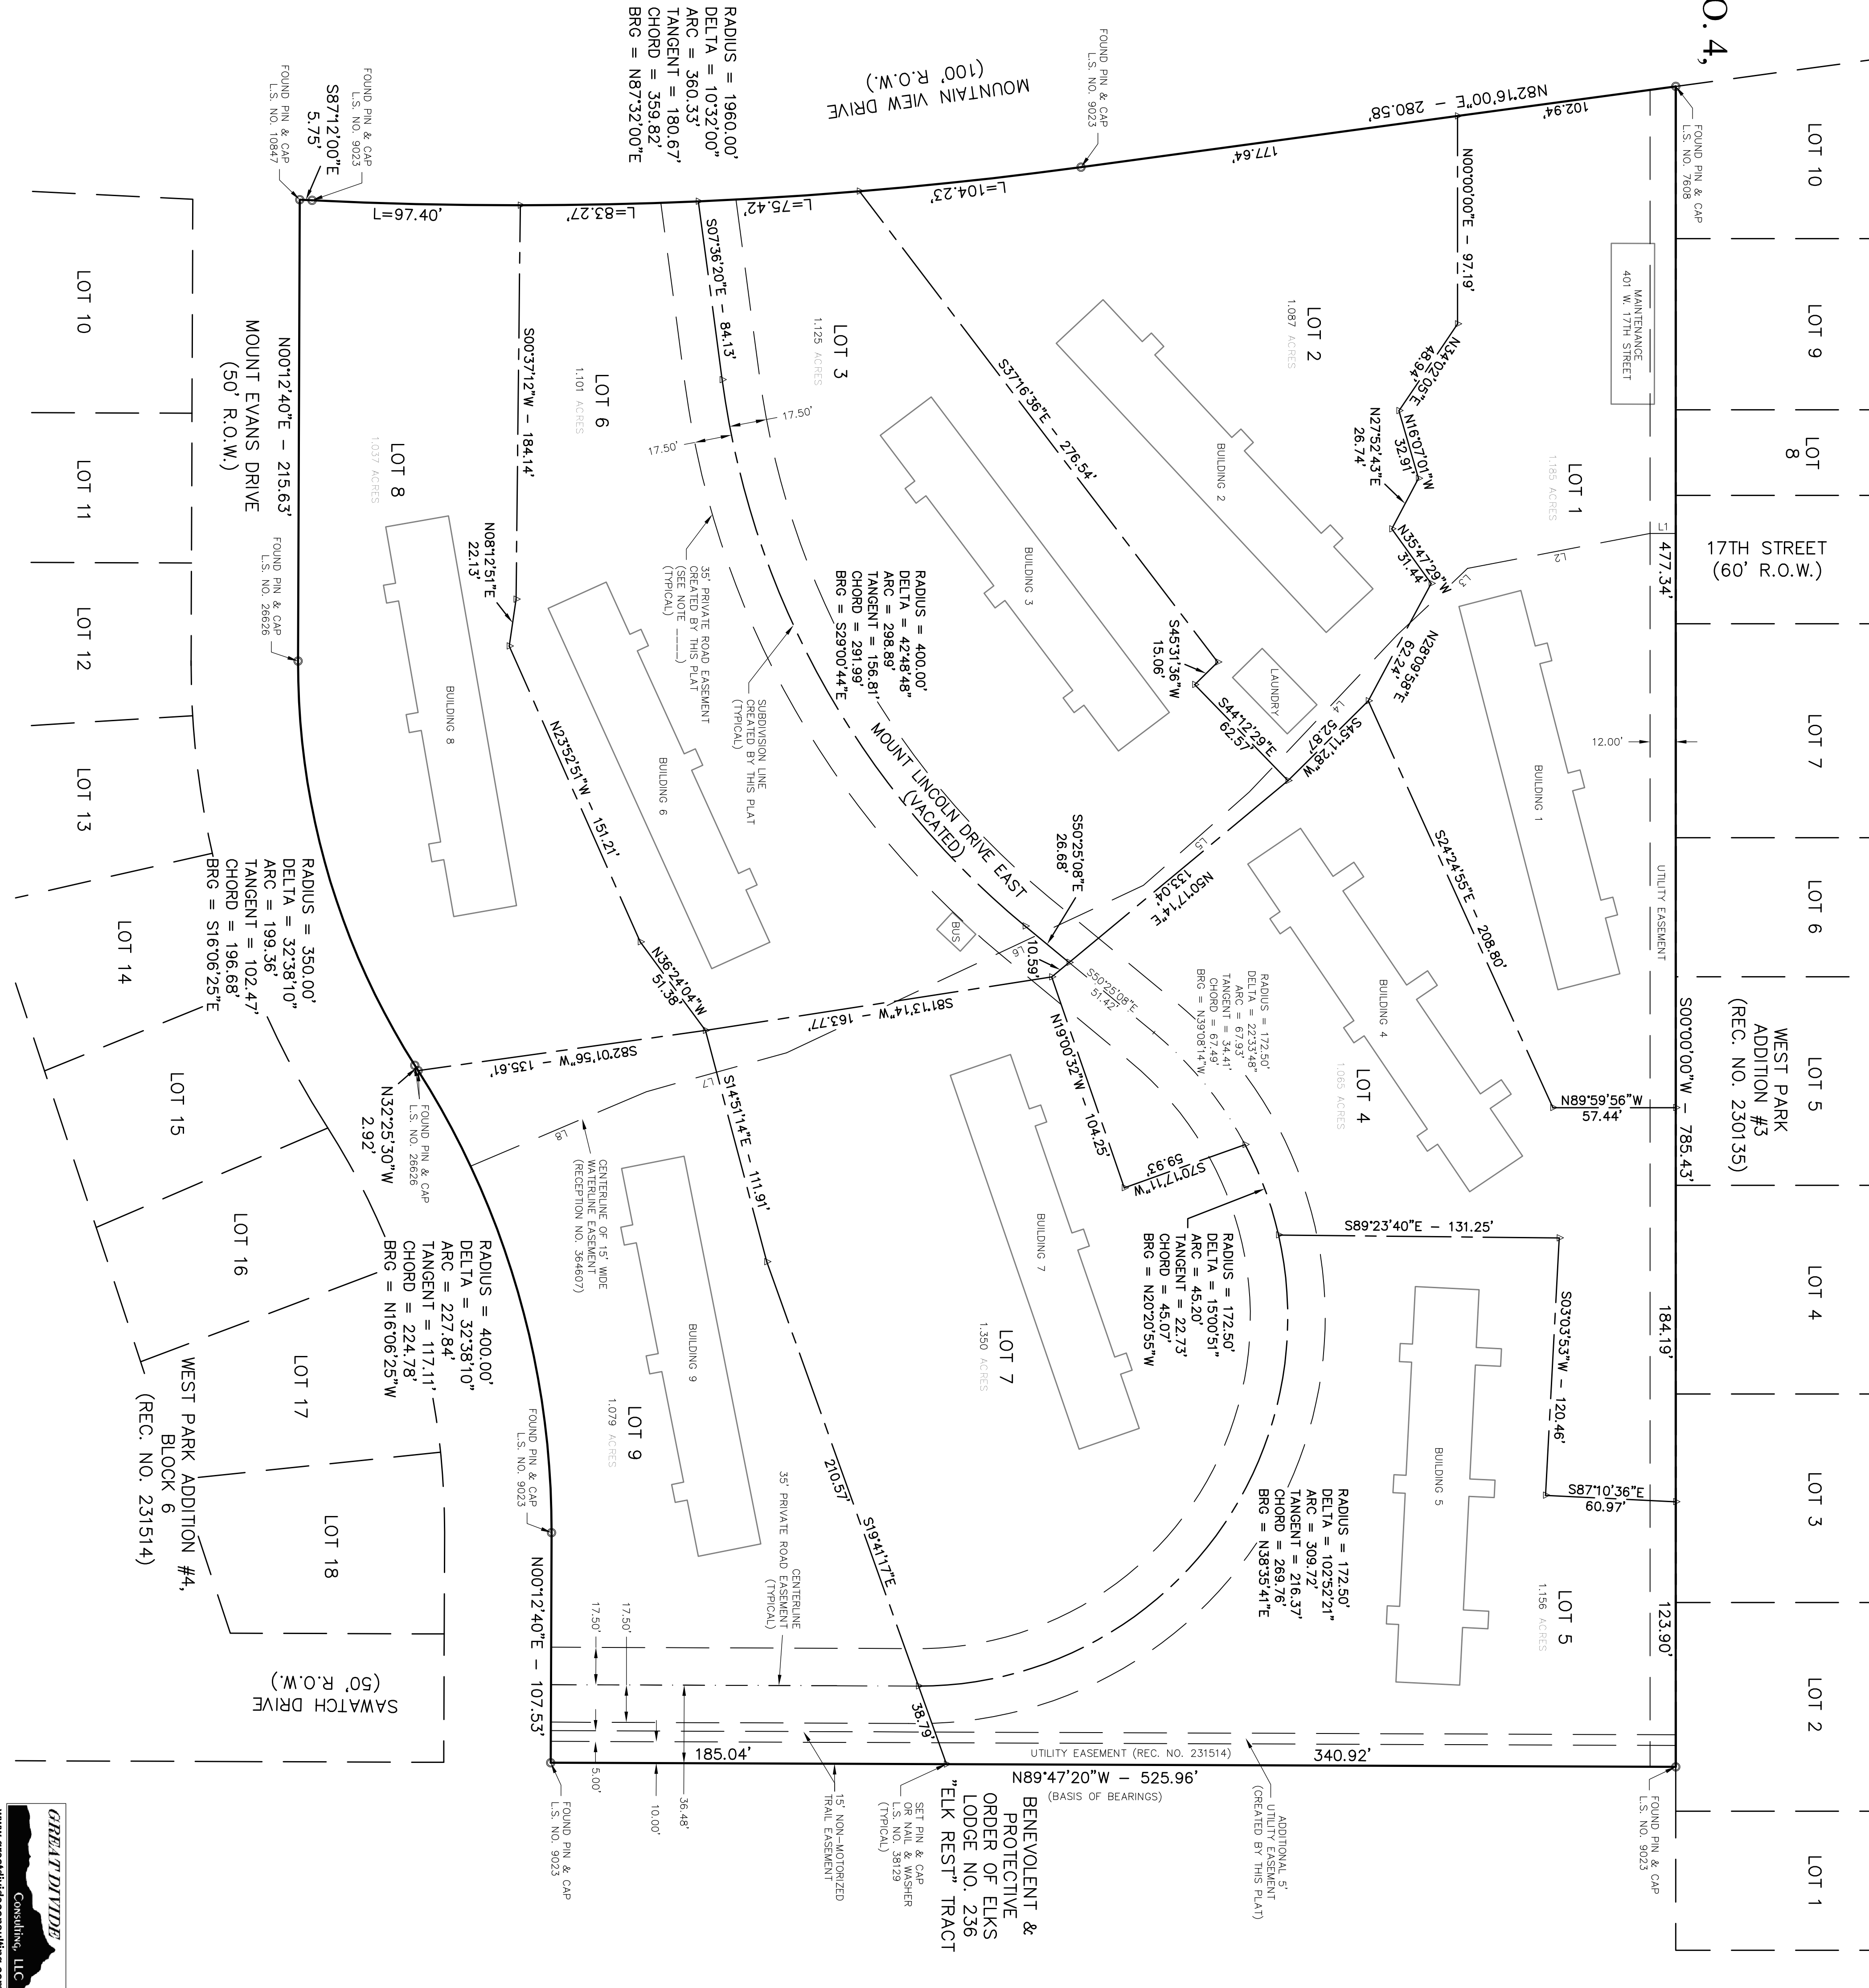 O. 4,
LOT 10
LOT 9
LOT
8
17TH STREET
(60' R.O.W.)
LOT 7
LOT 6
WEST PARK
ADDITION #3
(REC. NO. 230135)
LOT 5
LOT 4
LOT 3
LOT 2
LOT 1
FOUND PIN & CAP
L.S. NO. 7608
N82°16'00"E – 280.58'
102.94'
177.64'
MOUNTAIN VIEW DRIVE
(100' R.O.W.)
FOUND PIN & CAP
L.S. NO. 9023
L=104.23'
L=75.42'
L=83.27'
L=97.40'
RADIUS = 1960.00'
DELTA = 10°32'00"
ARC = 360.33'
TANGENT = 180.67'
CHORD = 359.82'
BRG = N87°32'00"E
FOUND PIN & CAP
L.S. NO. 9023
S87°12'00"E
5.75'
FOUND PIN & CAP
L.S. NO. 10847
MAINTENANCE
401 W. 17TH STREET
LOT 1
1.185 ACRES
L1
477.34'
S00°00'00"W – 785.43'
184.19'
123.90'
12.00'
UTILITY EASEMENT
N00°00'00"E – 97.19'
N34°02'05"E
48.94'
N16°07'01"W
32.91'
N27°52'43"E
26.74'
N35°47'29"W
31.44'
N28°09'58"E
62.24'
L2
L3
L4
S45°11'28"W
52.87'
BUILDING 1
S24°24'55"E – 208.80'
N89°59'56"W
57.44'
LOT 2
1.087 ACRES
BUILDING 2
S37°16'36"E – 276.54'
S45°31'36"W
15.06'
LAUNDRY
S44°12'29"E
62.57'
L5
N50°17'14"E
133.04'
LOT 3
1.125 ACRES
BUILDING 3
S07°36'20"E – 84.13'
17.50'
17.50'
RADIUS = 400.00'
DELTA = 42°48'48"
ARC = 298.89'
TANGENT = 156.81'
CHORD = 291.99'
BRG = S29°00'44"E
MOUNT LINCOLN DRIVE EAST
(VACATED)
S50°25'08"E
26.68'
10.59'
L6
BUS
S50°25'08"E
51.42'
SUBDIVISION LINE
CREATED BY THIS PLAT
(TYPICAL)
35' PRIVATE ROAD EASEMENT
CREATED BY THIS PLAT
(SEE NOTE ____)
(TYPICAL)
LOT 4
1.065 ACRES
BUILDING 4
RADIUS = 172.50'
DELTA = 22°33'48"
ARC = 67.93'
TANGENT = 34.41'
CHORD = 67.49'
BRG = N39°08'14"W
S89°23'40"E – 131.25'
S03°03'53"W – 120.46'
S87°10'36"E
60.97'
BUILDING 5
LOT 5
1.156 ACRES
RADIUS = 172.50'
DELTA = 102°52'21"
ARC = 309.72'
TANGENT = 216.37'
CHORD = 269.76'
BRG = N38°35'41"E
RADIUS = 172.50'
DELTA = 15°00'51"
ARC = 45.20'
TANGENT = 22.73'
CHORD = 45.07'
BRG = N20°20'55"W
S70°17'11"W
59.93'
N19°00'32"W – 104.25'
BUILDING 7
LOT 7
1.350 ACRES
LOT 6
1.101 ACRES
BUILDING 6
S00°37'12"W – 184.14'
N08°12'51"E
22.13'
N23°52'51"W – 151.21'
N36°24'04"W
51.38'
S81°13'14"W – 163.77'
S82°01'56"W – 135.61'
L7
L8
S14°51'14"E – 111.91'
210.57'
S19°41'17"E
38.79'
LOT 8
1.037 ACRES
BUILDING 8
N00°12'40"E – 215.63'
MOUNT EVANS DRIVE
(50' R.O.W.)
FOUND PIN & CAP
L.S. NO. 26626
RADIUS = 350.00'
DELTA = 32°38'10"
ARC = 199.36'
TANGENT = 102.47'
CHORD = 196.68'
BRG = S16°06'25"E
FOUND PIN & CAP
L.S. NO. 26626
N32°25'30"W
2.92'
CENTERLINE OF 15' WIDE
WATERLINE EASEMENT
(RECEPTION NO. 364607)
RADIUS = 400.00'
DELTA = 32°38'10"
ARC = 227.84'
TANGENT = 117.11'
CHORD = 224.78'
BRG = N16°06'25"W
BUILDING 9
LOT 9
1.079 ACRES
FOUND PIN & CAP
L.S. NO. 9023
N00°12'40"E – 107.53'
CENTERLINE
35' PRIVATE ROAD EASEMENT
(TYPICAL)
17.50'
17.50'
5.00'
10.00'
36.48'
185.04'
UTILITY EASEMENT (REC. NO. 231514)
340.92'
N89°47'20"W – 525.96'
(BASIS OF BEARINGS)
FOUND PIN & CAP
L.S. NO. 9023
15' NON-MOTORIZED
TRAIL EASEMENT
SET PIN & CAP
OR NAIL & WASHER
L.S. NO. 38129
(TYPICAL)
BENEVOLENT &
PROTECTIVE
ORDER OF ELKS
LODGE NO. 236
"ELK REST" TRACT
ADDITIONAL 5'
UTILITY EASEMENT
(CREATED BY THIS PLAT)
FOUND PIN & CAP
L.S. NO. 9023
LOT 10
LOT 11
LOT 12
LOT 13
LOT 14
LOT 15
LOT 16
LOT 17
LOT 18
WEST PARK ADDITION #4,
BLOCK 6
(REC. NO. 231514)
SAWATCH DRIVE
(50' R.O.W.)
GREAT DIVIDE
CONSULTING, LLC